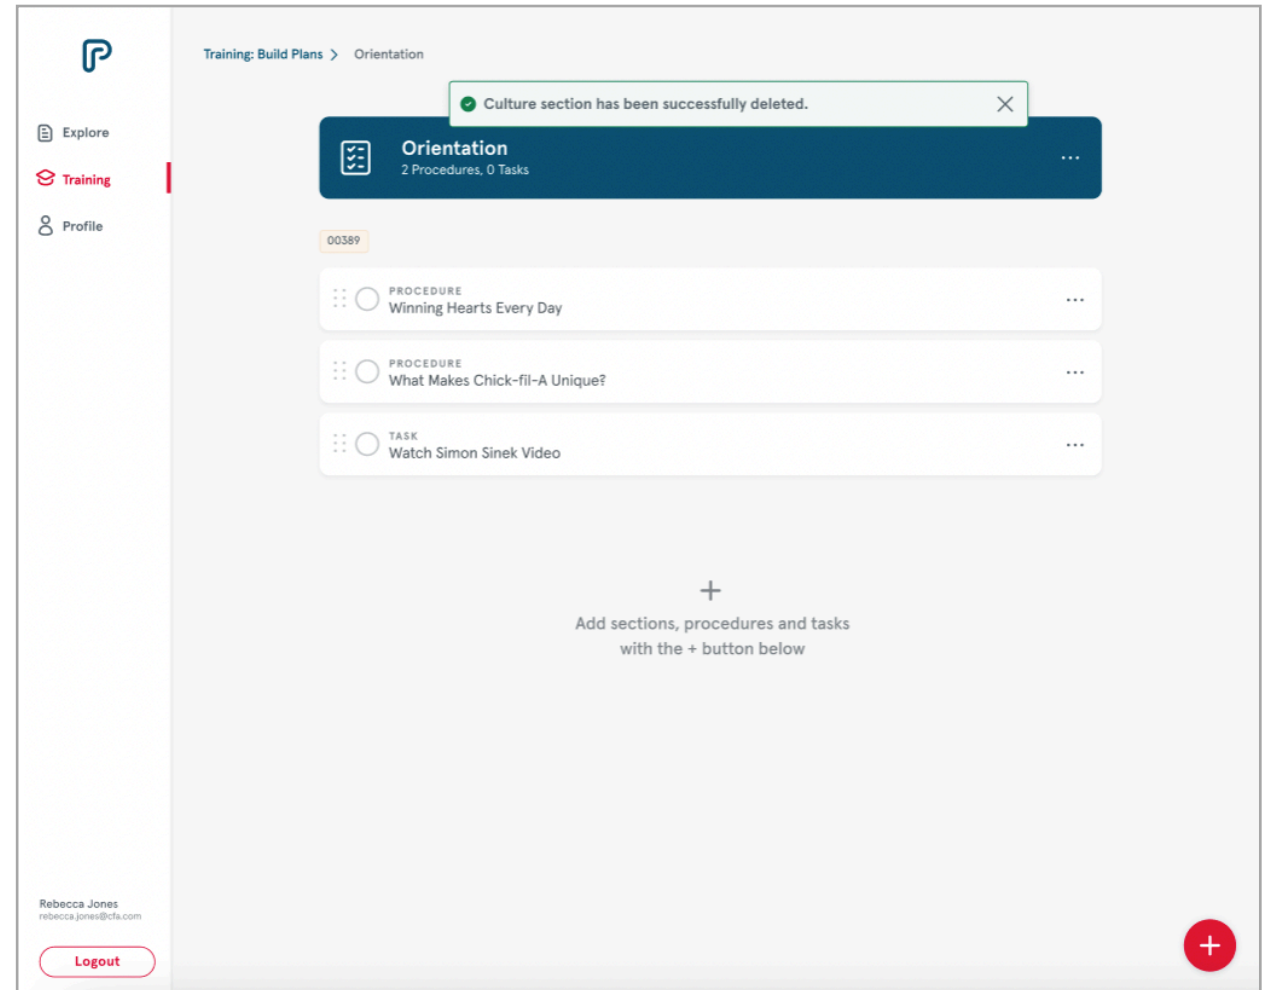 Training: Build Plans > Orientation
Culture section has been successfully deleted.
Orientation
2 Procedures, 0 Tasks
Explore
Training
Profile
00389
PROCEDURE
Winning Hearts Every Day
PROCEDURE
What Makes Chick-fil-A Unique?
TASK
Watch Simon Sinek Video
+
Add sections, procedures and tasks
with the + button below
Rebecca Jones
rebecca.jones@cfa.com
Logout
+